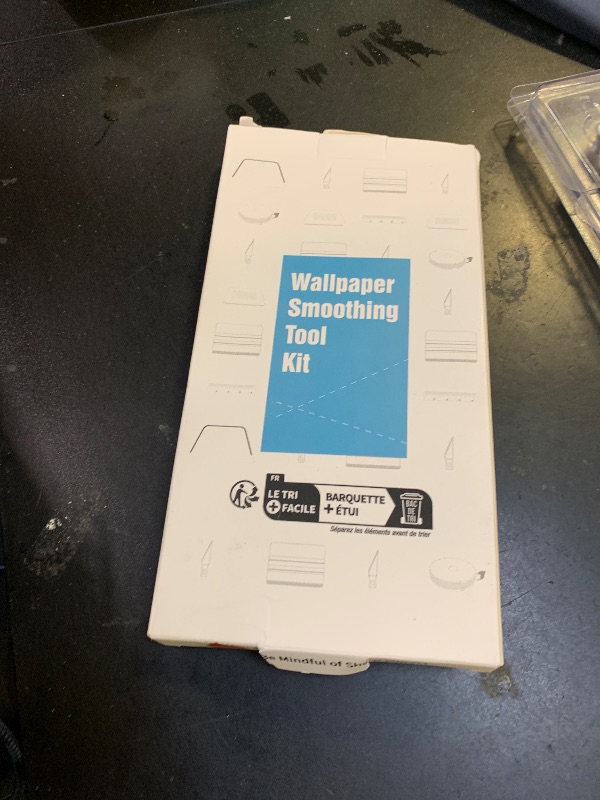 Wallpaper
Smoothing
Tool
Kit
FR
LE TRI
+ FACILE
BARQUETTE
+ ÉTUI
BAC
DE
TRI
Séparez les éléments avant de trier
Mindful of